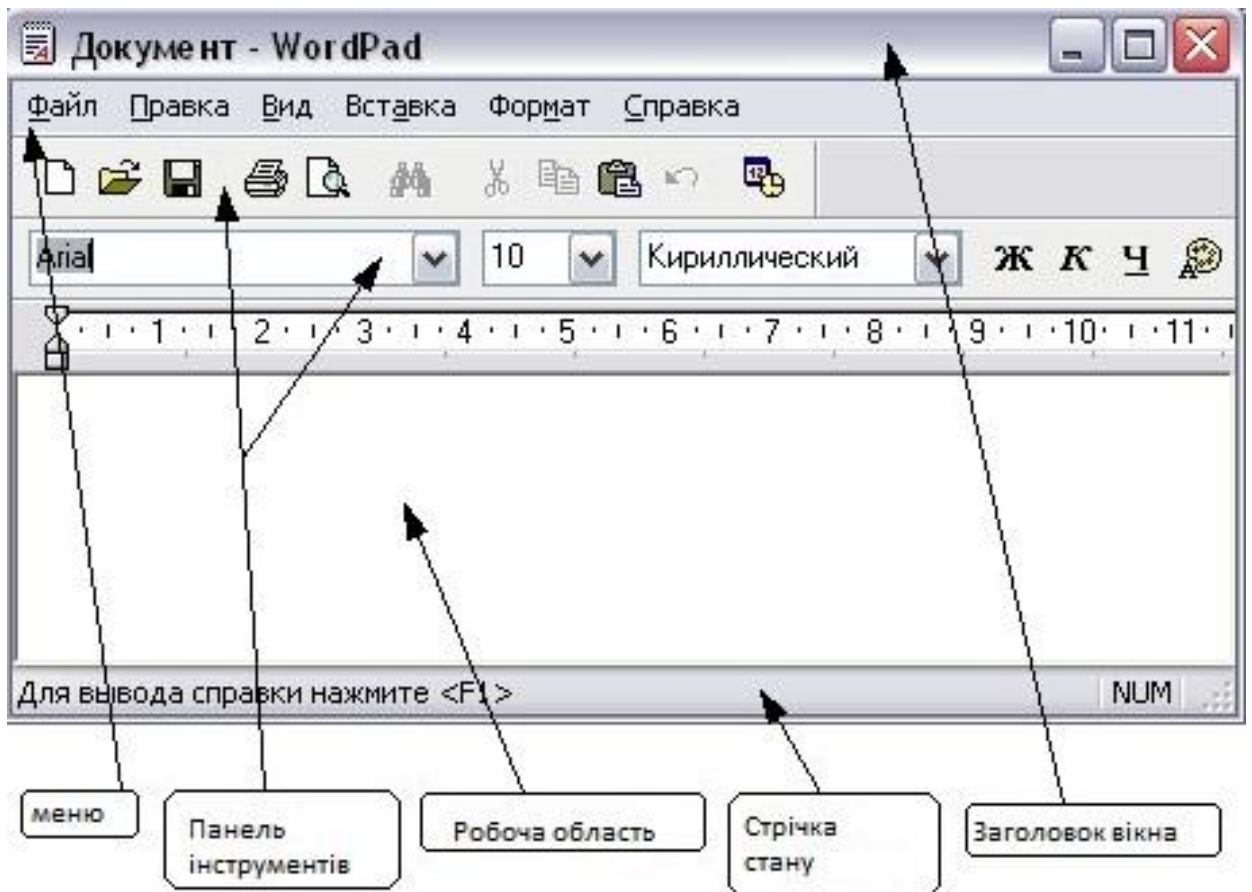 Документ - WordPad
Файл Правка Вид Вставка Формат Справка
12
Arial 10 Кириллический Ж К Ч
1 2 3 4 5 6 7 8 9 10 11
Для вывода справки нажмите <F1> NUM
меню
Панель
інструментів
Робоча область
Стрічка
стану
Заголовок вікна